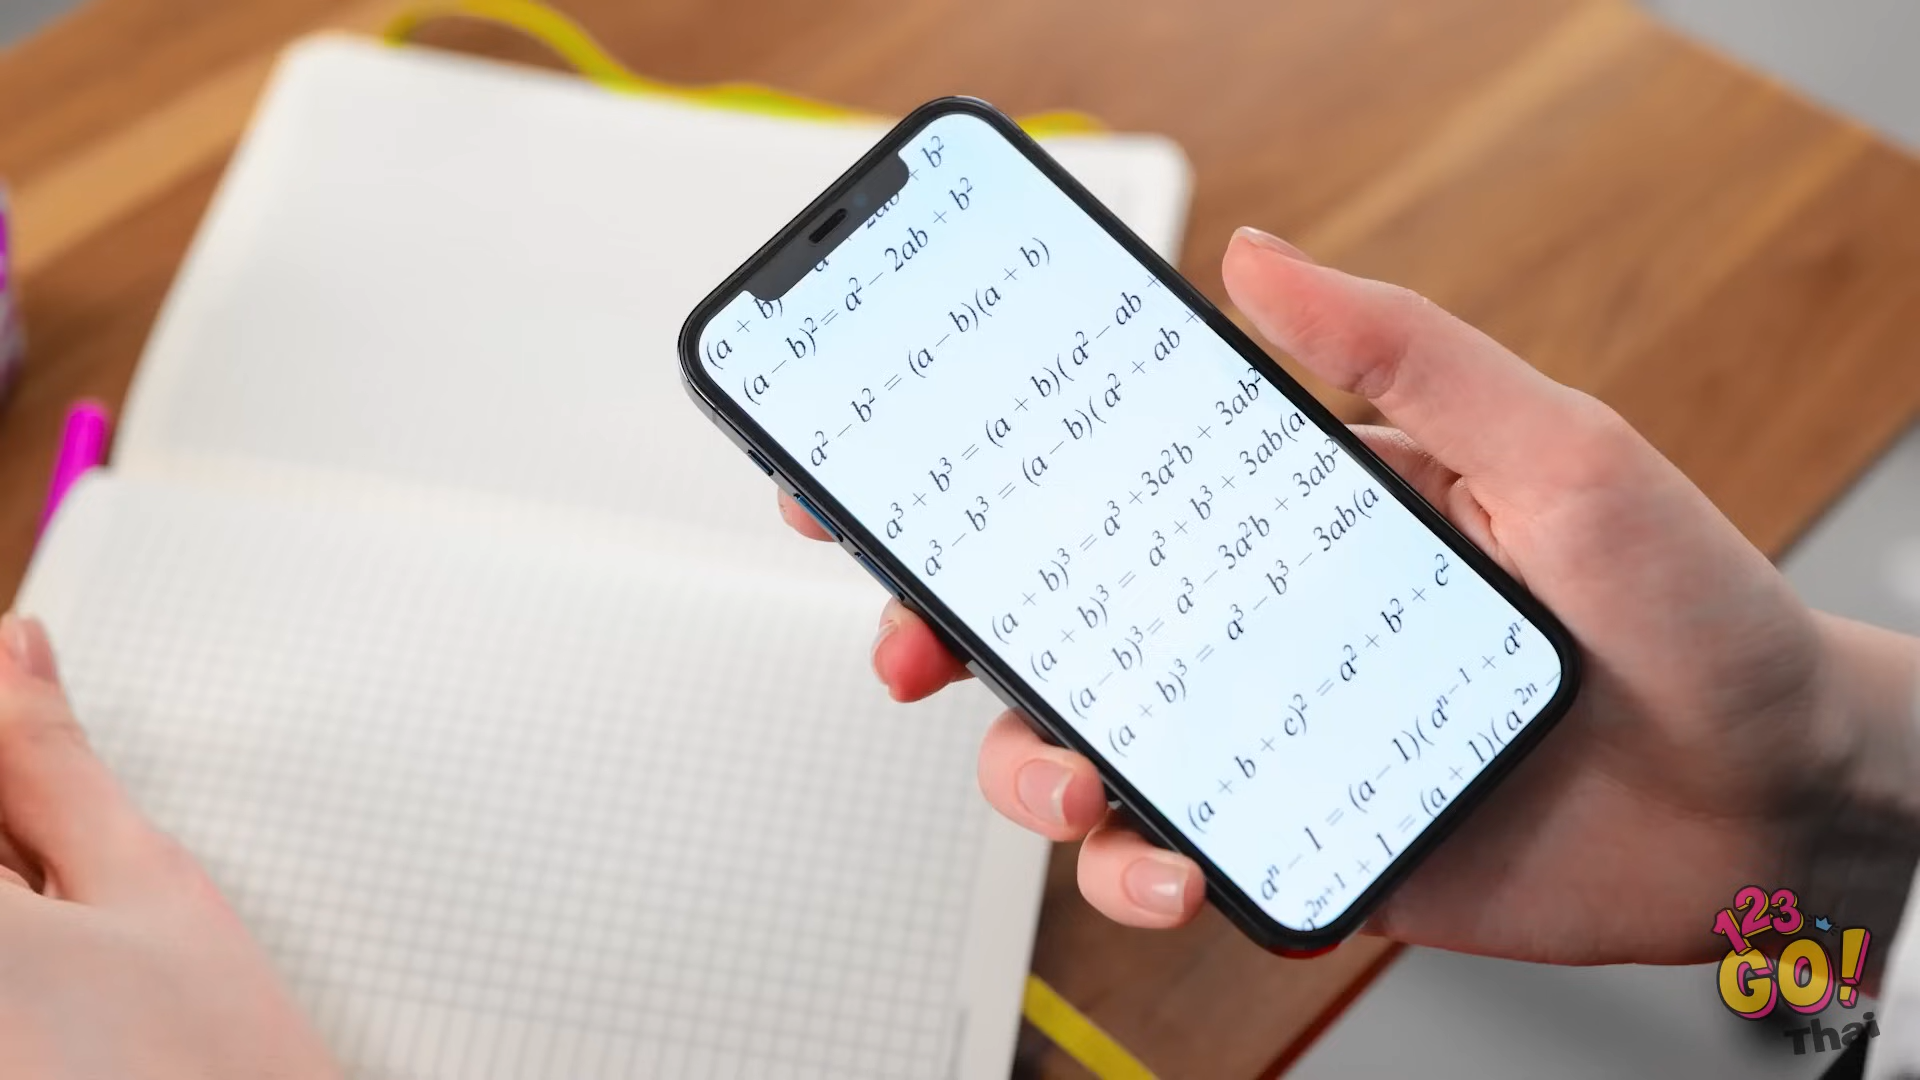 (a + b) a + 2ab + b²
(a − b)² = a² − 2ab + b²
a² − b² = (a − b)(a + b)
a³ + b³ = (a + b)( a² − ab +
a³ − b³ = (a − b)( a² + ab +
(a + b)³ = a³ + 3a²b + 3ab²
(a + b)³ = a³ + b³ + 3ab(a
(a − b)³ = a³ − 3a²b + 3ab²
(a + b)³ = a³ − b³ − 3ab(a
(a + b + c)² = a² + b² + c²
aⁿ − 1 = (a − 1)( aⁿ⁻¹ + aⁿ⁻
a²ⁿ⁺¹ + 1 = (a + 1)( a²ⁿ −
123
GO!
Thai